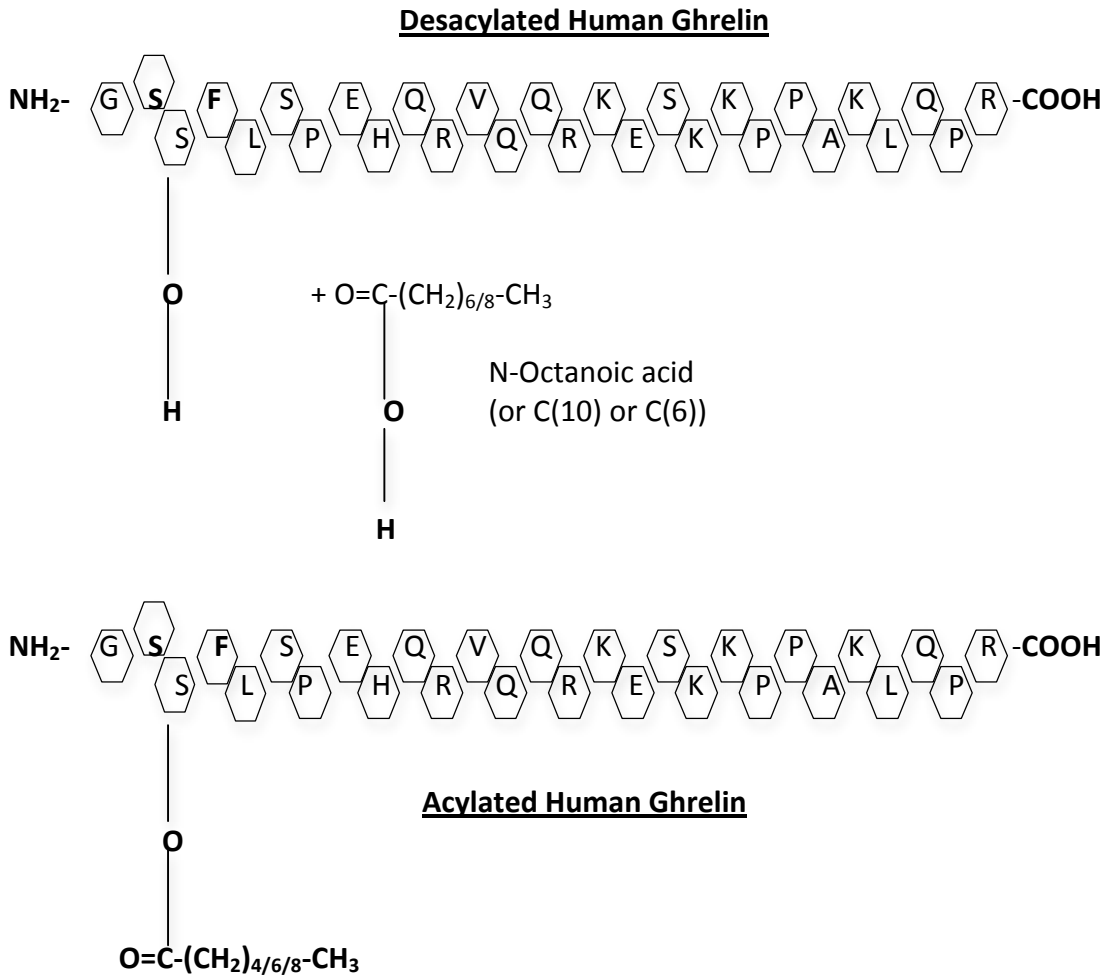 Desacylated Human Ghrelin
NH2- G S F S E Q V Q K S K P K Q R -COOH
S L P H R Q R E K P A L P
O + O=C-(CH2)6/8-CH3
N-Octanoic acid
H O (or C(10) or C(6))
H
NH2- G S F S E Q V Q K S K P K Q R -COOH
S L P H R Q R E K P A L P
Acylated Human Ghrelin
O
O=C-(CH2)4/6/8-CH3